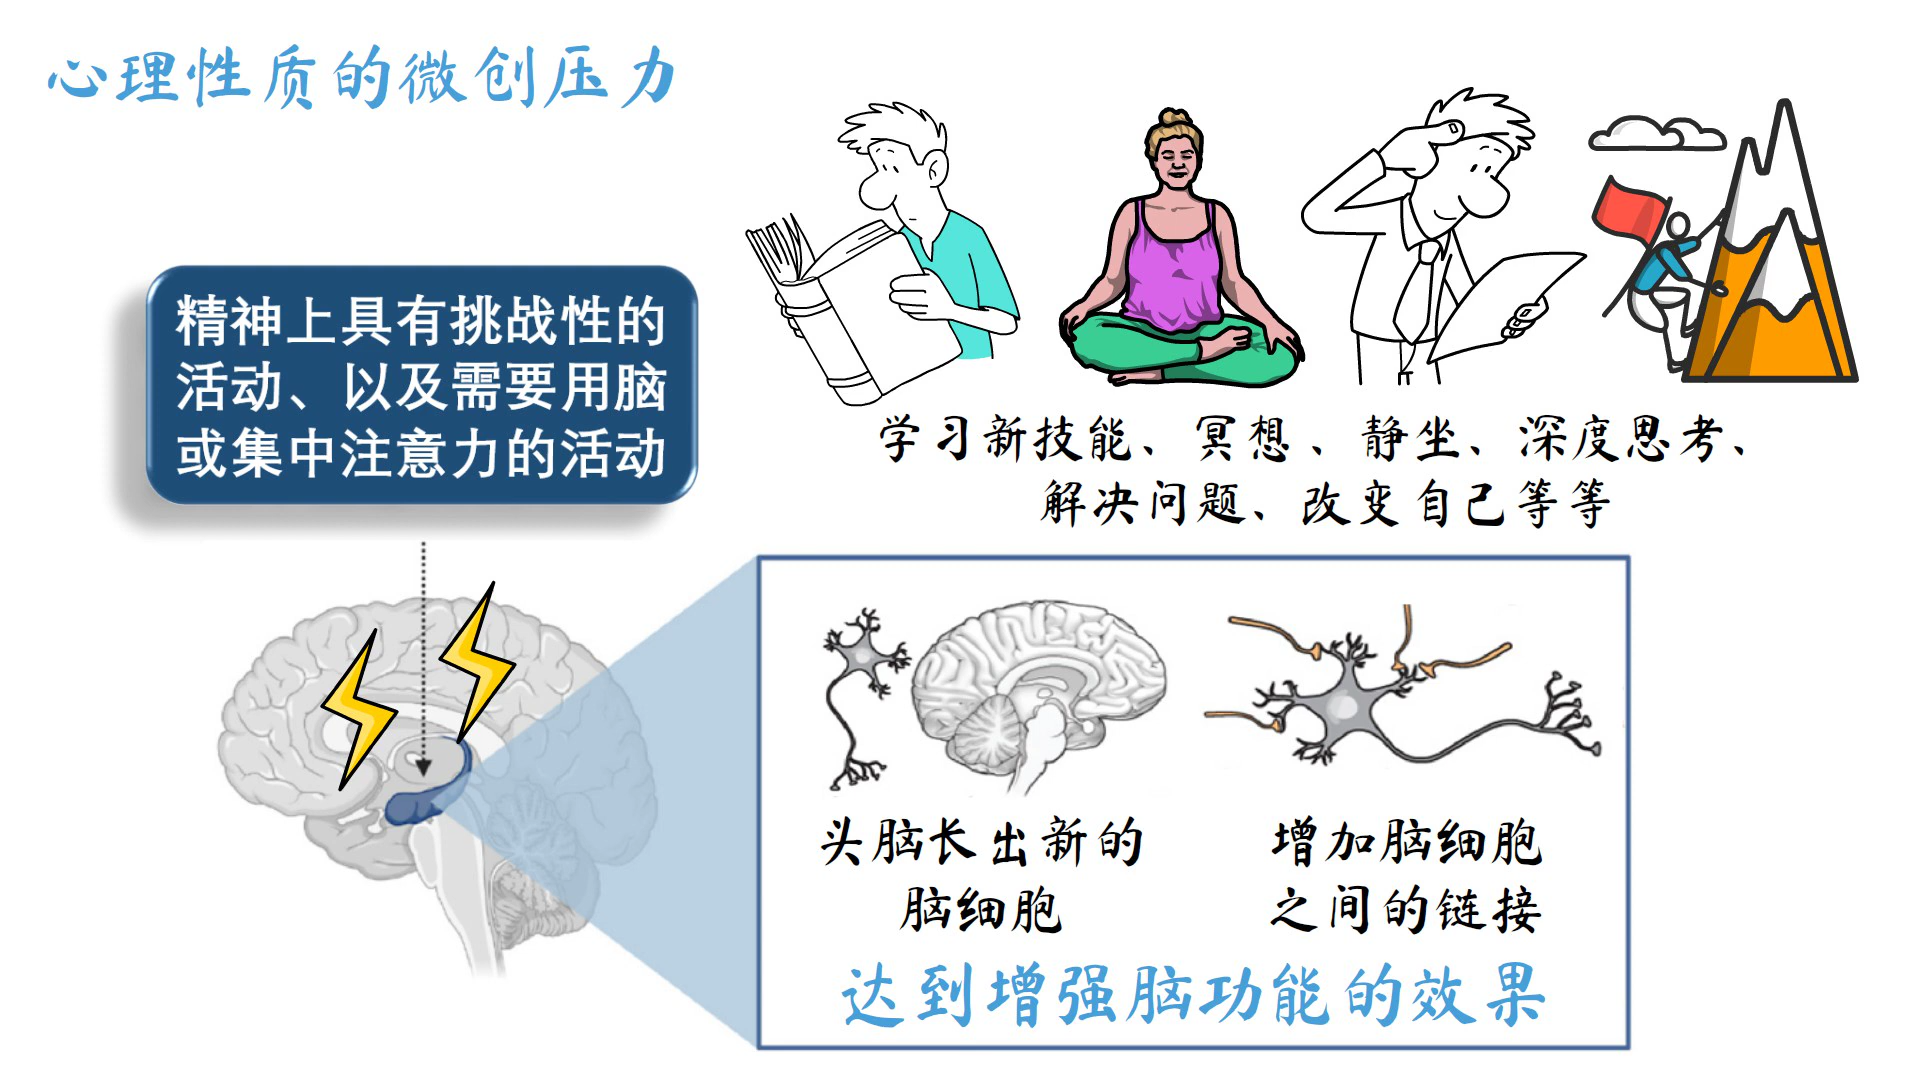 心理性质的微创压力
精神上具有挑战性的
活动、以及需要用脑
或集中注意力的活动
学习新技能、冥想、静坐、深度思考、
解决问题、改变自己等等
头脑长出新的
脑细胞
增加脑细胞
之间的链接
达到增强脑功能的效果